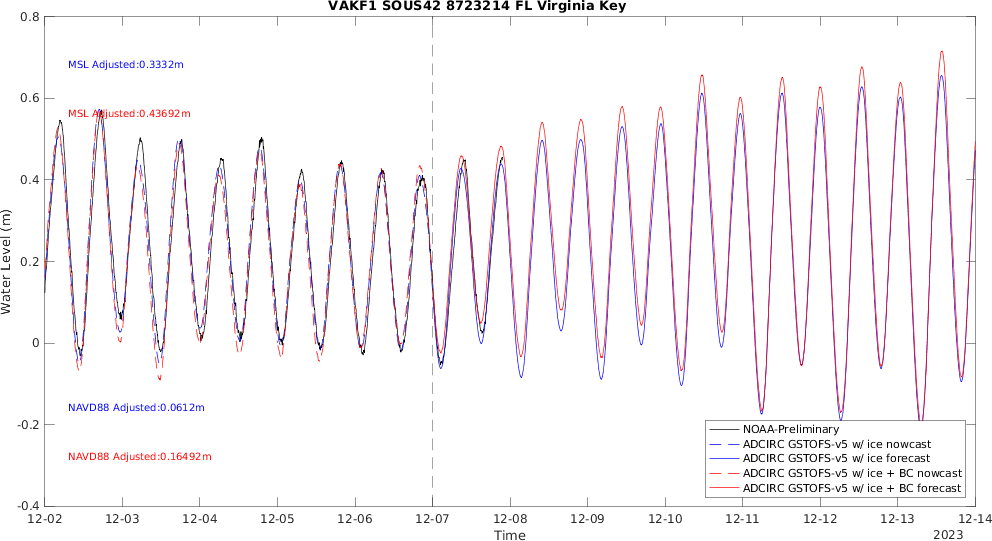 VAKF1 SOUS42 8723214 FL Virginia Key
0.8
0.6
0.4
0.2
0
-0.2
-0.4
Water Level (m)
MSL Adjusted:0.3332m
MSL Adjusted:0.43692m
NAVD88 Adjusted:0.0612m
NAVD88 Adjusted:0.16492m
NOAA-Preliminary
ADCIRC GSTOFS-v5 w/ ice nowcast
ADCIRC GSTOFS-v5 w/ ice forecast
ADCIRC GSTOFS-v5 w/ ice + BC nowcast
ADCIRC GSTOFS-v5 w/ ice + BC forecast
12-02 12-03 12-04 12-05 12-06 12-07 12-08 12-09 12-10 12-11 12-12 12-13 12-14
Time
2023